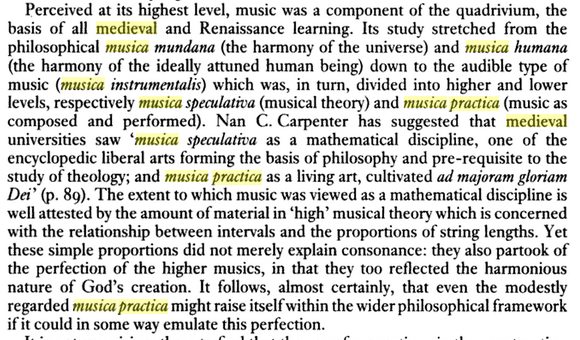 Perceived at its highest level, music was a component of the quadrivium, the
basis of all medieval and Renaissance learning. Its study stretched from the
philosophical musica mundana (the harmony of the universe) and musica humana
(the harmony of the ideally attuned human being) down to the audible type of
music (musica instrumentalis) which was, in turn, divided into higher and lower
levels, respectively musica speculativa (musical theory) and musica practica (music as
composed and performed). Nan C. Carpenter has suggested that medieval
universities saw ‘musica speculativa as a mathematical discipline, one of the
encyclopedic liberal arts forming the basis of philosophy and pre-requisite to the
study of theology; and musica practica as a living art, cultivated ad majoram gloriam
Dei’ (p. 89). The extent to which music was viewed as a mathematical discipline is
well attested by the amount of material in ‘high’ musical theory which is concerned
with the relationship between intervals and the proportions of string lengths. Yet
these simple proportions did not merely explain consonance: they also partook of
the perfection of the higher musics, in that they too reflected the harmonious
nature of God’s creation. It follows, almost certainly, that even the modestly
regarded musica practica might raise itself within the wider philosophical framework
if it could in some way emulate this perfection.